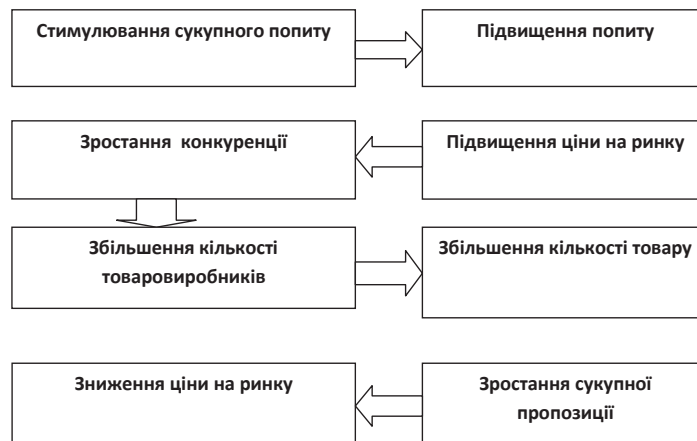 Стимулювання сукупного попиту
Підвищення попиту
Зростання конкуренції
Підвищення ціни на ринку
Збільшення кількості
товаровиробників
Збільшення кількості товару
Зниження ціни на ринку
Зростання сукупної
пропозиції